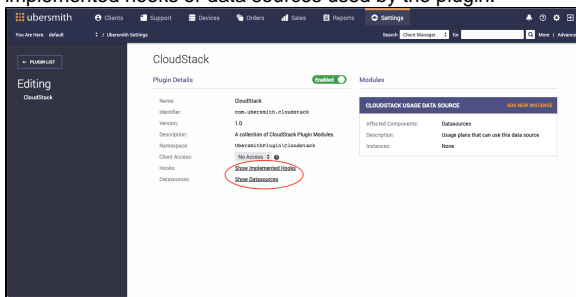 implemented hooks or data sources used by the plugin.
ubersmith Clients Support Devices Orders Sales Reports Settings
You Are Here: default / Ubersmith Settings Search Client Manager for More | Advance
← PLUGIN LIST
Editing
CloudStack
CloudStack
Plugin Details Enabled
Name: CloudStack
Identifier: com.ubersmith.cloudstack
Version: 1.0
Description: A collection of CloudStack Plugin Modules.
Namespace: UbersmithPlugin\Cloudstack
Client Access: No Access
Hooks: Show Implemented Hooks
Datasources: Show Datasources
Modules
CLOUDSTACK USAGE DATA SOURCE ADD NEW INSTANCE
Affected Components: Datasources
Description: Usage plans that can use this data source
Instances: None